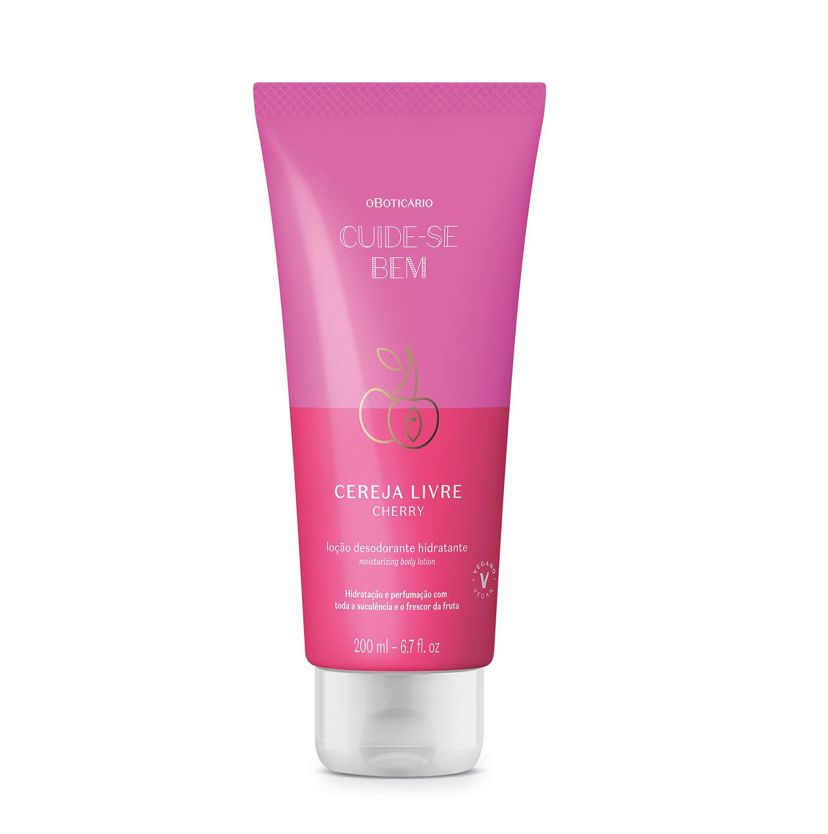 oBOTICÁRIO
CUIDE-SE
BEM
CEREJA LIVRE
CHERRY
loção desodorante hidratante
moisturizing body lotion
VEGANO
V
VEGAN
Hidratação e perfumação com
toda a suculência e o frescor da fruta
200 ml – 6.7 fl. oz